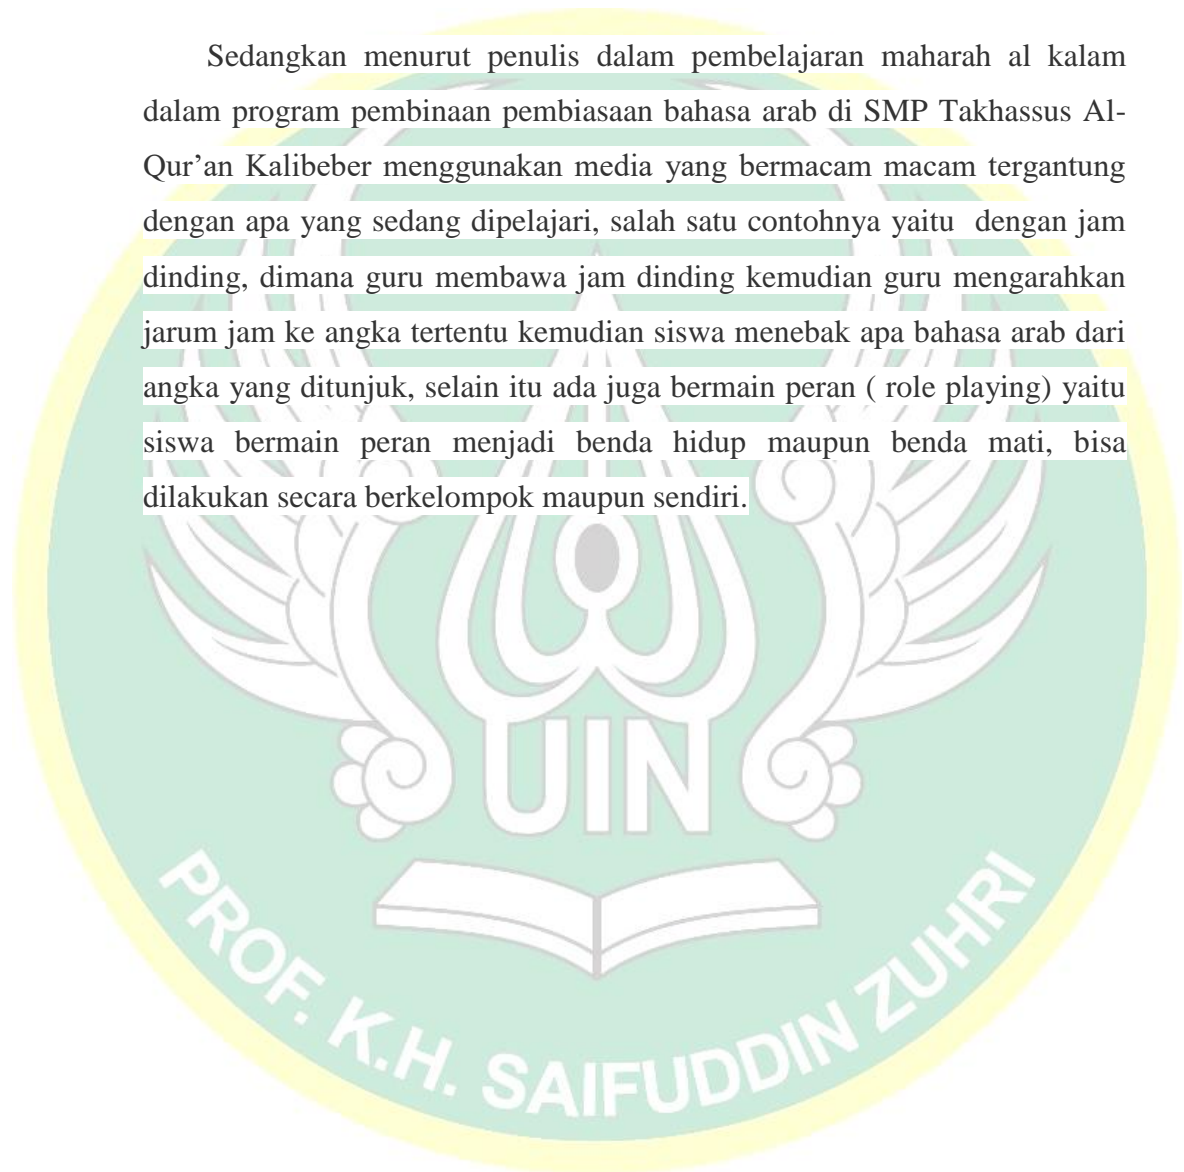 Sedangkan menurut penulis dalam pembelajaran maharah al kalam
dalam program pembinaan pembiasaan bahasa arab di SMP Takhassus Al-
Qur’an Kalibeber menggunakan media yang bermacam macam tergantung
dengan apa yang sedang dipelajari, salah satu contohnya yaitu  dengan jam
dinding, dimana guru membawa jam dinding kemudian guru mengarahkan
jarum jam ke angka tertentu kemudian siswa menebak apa bahasa arab dari
angka yang ditunjuk, selain itu ada juga bermain peran ( role playing) yaitu
siswa bermain peran menjadi benda hidup maupun benda mati, bisa
dilakukan secara berkelompok maupun sendiri.
UIN
PROF. K.H. SAIFUDDIN ZUHRI